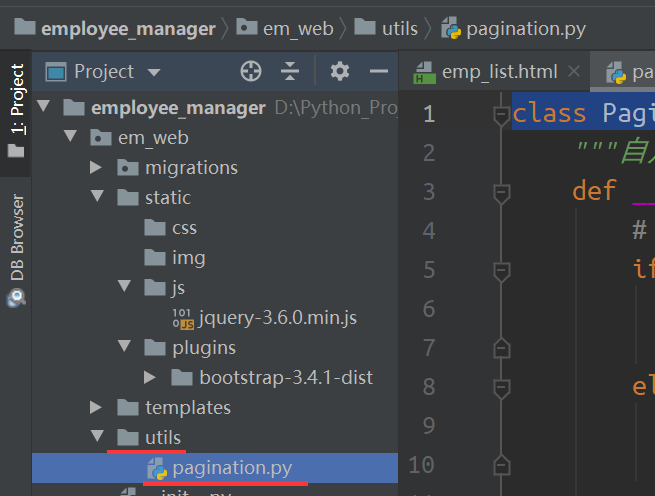 employee_manager em_web utils pagination.py
1: Project
DB Browser
Project
employee_manager D:\Python_Pro
em_web
migrations
static
css
img
js
jquery-3.6.0.min.js
plugins
bootstrap-3.4.1-dist
templates
utils
pagination.py
emp_list.html pa
1 class Pagi
2 """自
3 def
4 #
5 if
6
7
8 el
9
10